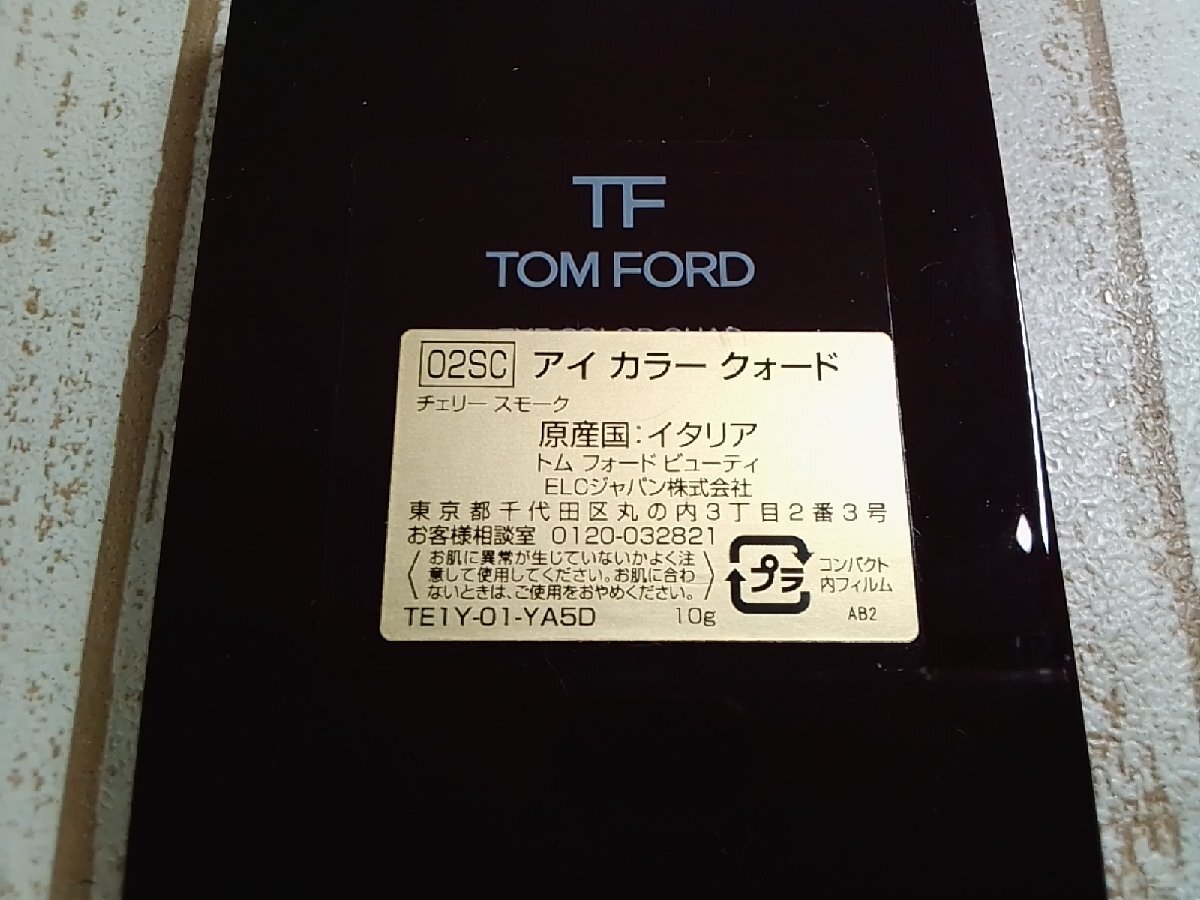 TF
TOM FORD
EYE COLOR QUAD
02SC アイ カラー クォード
チェリー スモーク
原産国:イタリア
トム フォード ビューティ
ELCジャパン株式会社
東京都千代田区丸の内3丁目2番3号
お客様相談室 0120-032821
お肌に異常が生じていないかよく注
意して使用してください。お肌に合わ
ないときは、ご使用をおやめください。
プラ
コンパクト
内フィルム
TE1Y-01-YA5D 10g AB2